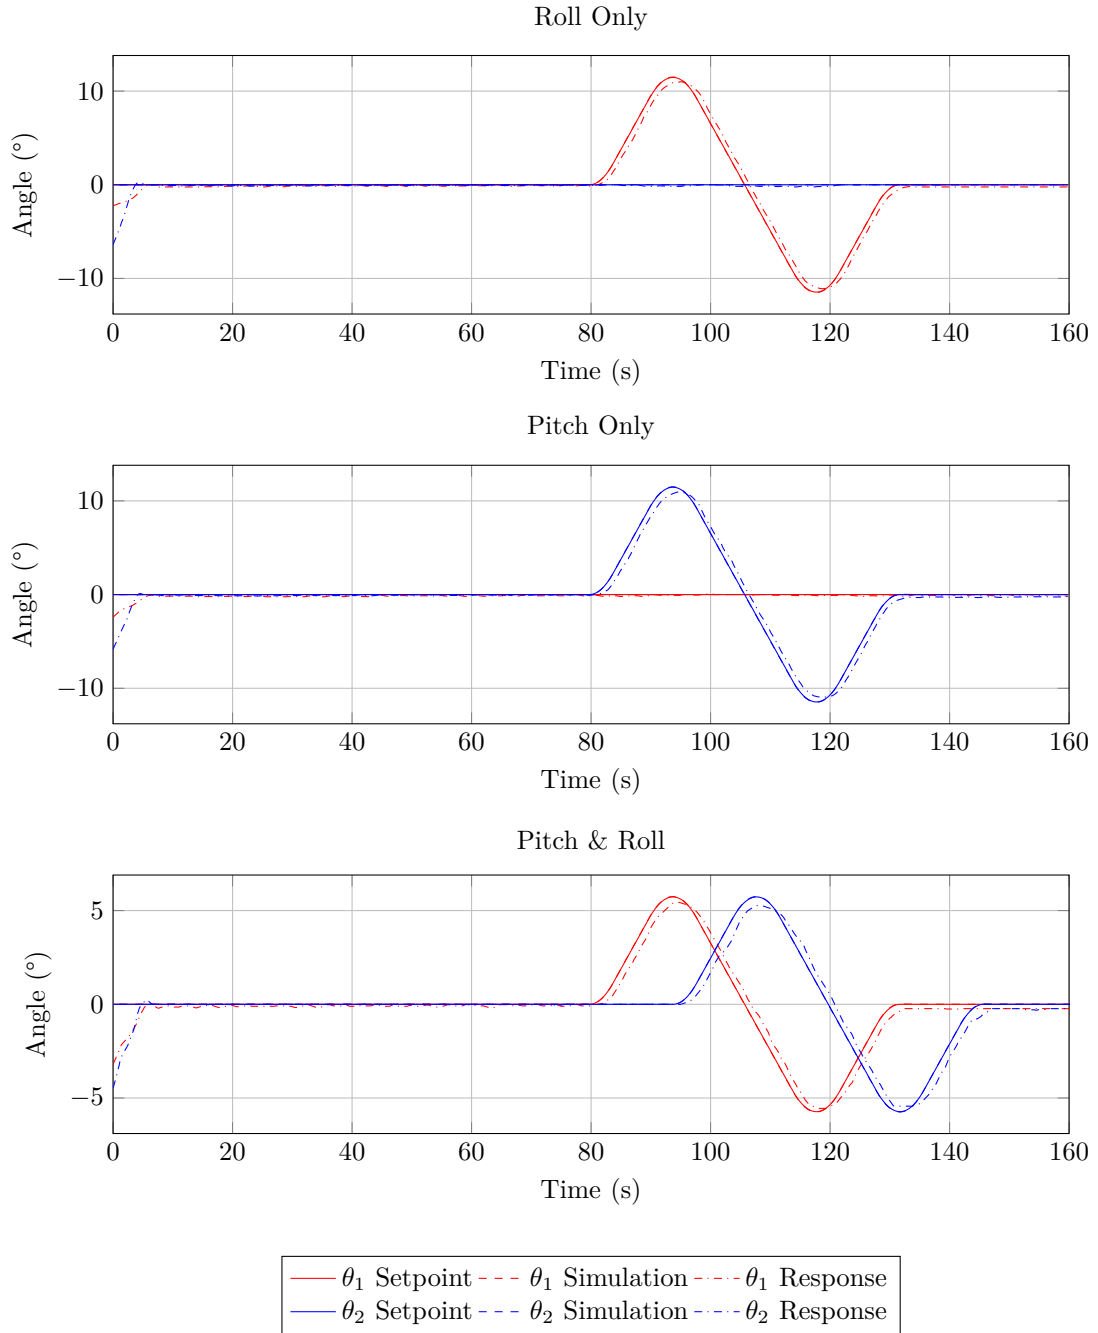 Roll Only
10
0
−10
Angle (°)
0 20 40 60 80 100 120 140 160
Time (s)
Pitch Only
10
0
−10
Angle (°)
0 20 40 60 80 100 120 140 160
Time (s)
Pitch & Roll
5
0
−5
Angle (°)
0 20 40 60 80 100 120 140 160
Time (s)
θ₁ Setpoint θ₁ Simulation θ₁ Response
θ₂ Setpoint θ₂ Simulation θ₂ Response